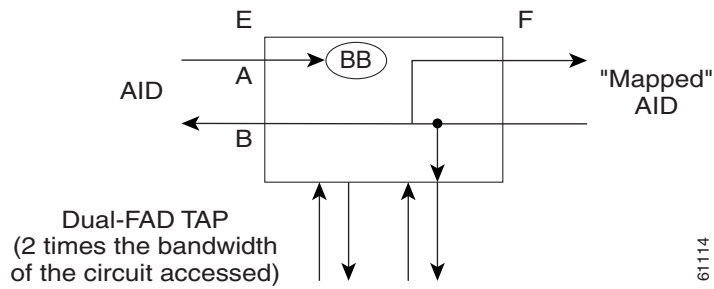 E
F
BB
A
AID
"Mapped"
AID
B
Dual-FAD TAP
(2 times the bandwidth
of the circuit accessed)
61114